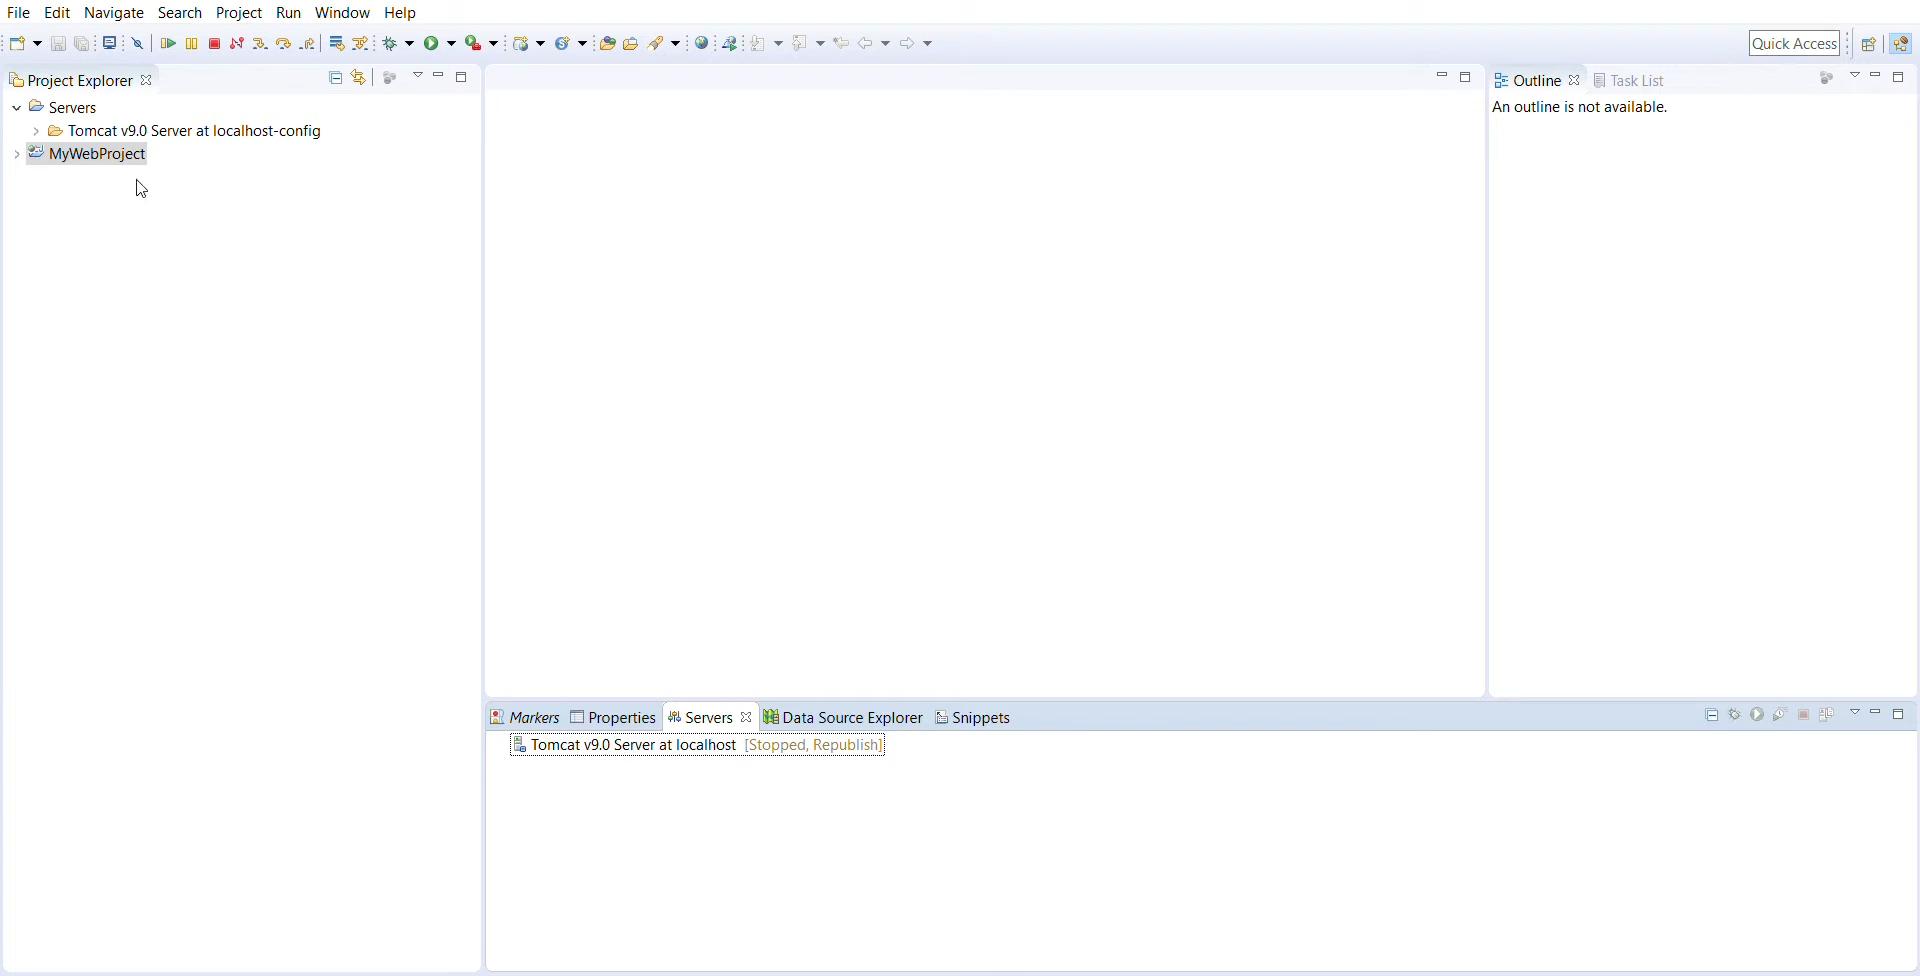 File Edit Navigate Search Project Run Window Help
Quick Access
Project Explorer
Servers
Tomcat v9.0 Server at localhost-config
MyWebProject
Outline Task List
An outline is not available.
Markers Properties Servers Data Source Explorer Snippets
Tomcat v9.0 Server at localhost [Stopped, Republish]